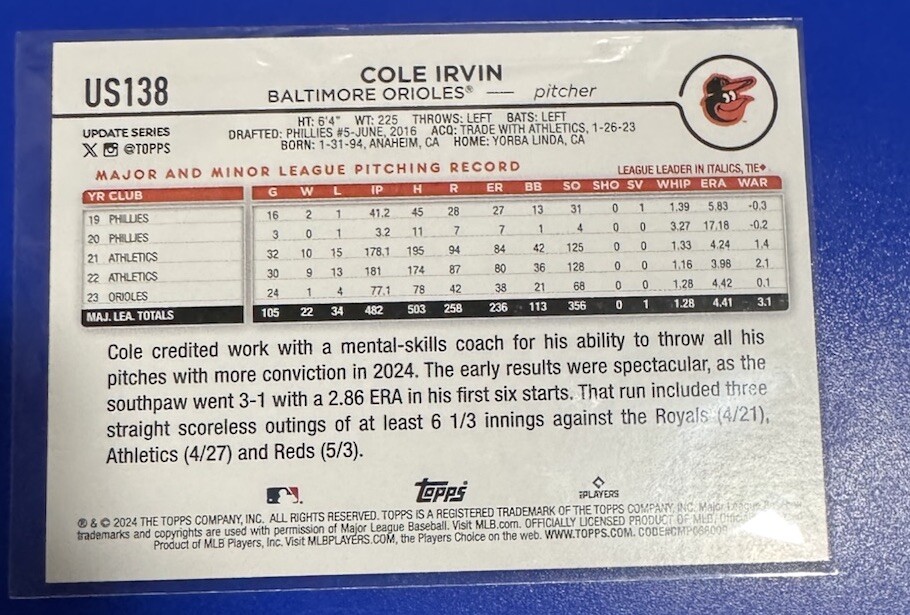 US138
COLE IRVIN
BALTIMORE ORIOLES® — pitcher
UPDATE SERIES
@TOPPS
HT: 6'4" WT: 225 THROWS: LEFT BATS: LEFT
DRAFTED: PHILLIES #5-JUNE, 2016 ACQ: TRADE WITH ATHLETICS, 1-26-23
BORN: 1-31-94, ANAHEIM, CA HOME: YORBA LINDA, CA
MAJOR AND MINOR LEAGUE PITCHING RECORD
LEAGUE LEADER IN ITALICS, TIE♦
YR CLUB G W L IP H R ER BB SO SHO SV WHIP ERA WAR
19 PHILLIES 16 2 1 41.2 45 28 27 13 31 0 1 1.39 5.83 -0.3
20 PHILLIES 3 0 1 3.2 11 7 7 1 4 0 0 3.27 17.18 -0.2
21 ATHLETICS 32 10 15 178.1 195 94 84 42 125 0 0 1.33 4.24 1.4
22 ATHLETICS 30 9 13 181 174 87 80 36 128 0 0 1.16 3.98 2.1
23 ORIOLES 24 1 4 77.1 78 42 38 21 68 0 0 1.28 4.42 0.1
MAJ. LEA. TOTALS 105 22 34 482 503 258 236 113 356 0 1 1.28 4.41 3.1
Cole credited work with a mental-skills coach for his ability to throw all his
pitches with more conviction in 2024. The early results were spectacular, as the
southpaw went 3-1 with a 2.86 ERA in his first six starts. That run included three
straight scoreless outings of at least 6 1/3 innings against the Royals (4/21),
Athletics (4/27) and Reds (5/3).
Topps
PLAYERS
® & © 2024 THE TOPPS COMPANY, INC. ALL RIGHTS RESERVED. TOPPS IS A REGISTERED TRADEMARK OF THE TOPPS COMPANY, INC. Major League
trademarks and copyrights are used with permission of Major League Baseball. Visit MLB.com. OFFICIALLY LICENSED PRODUCT OF MLB
Product of MLB Players, Inc. Visit MLBPLAYERS.COM, the Players Choice on the web. WWW.TOPPS.COM.